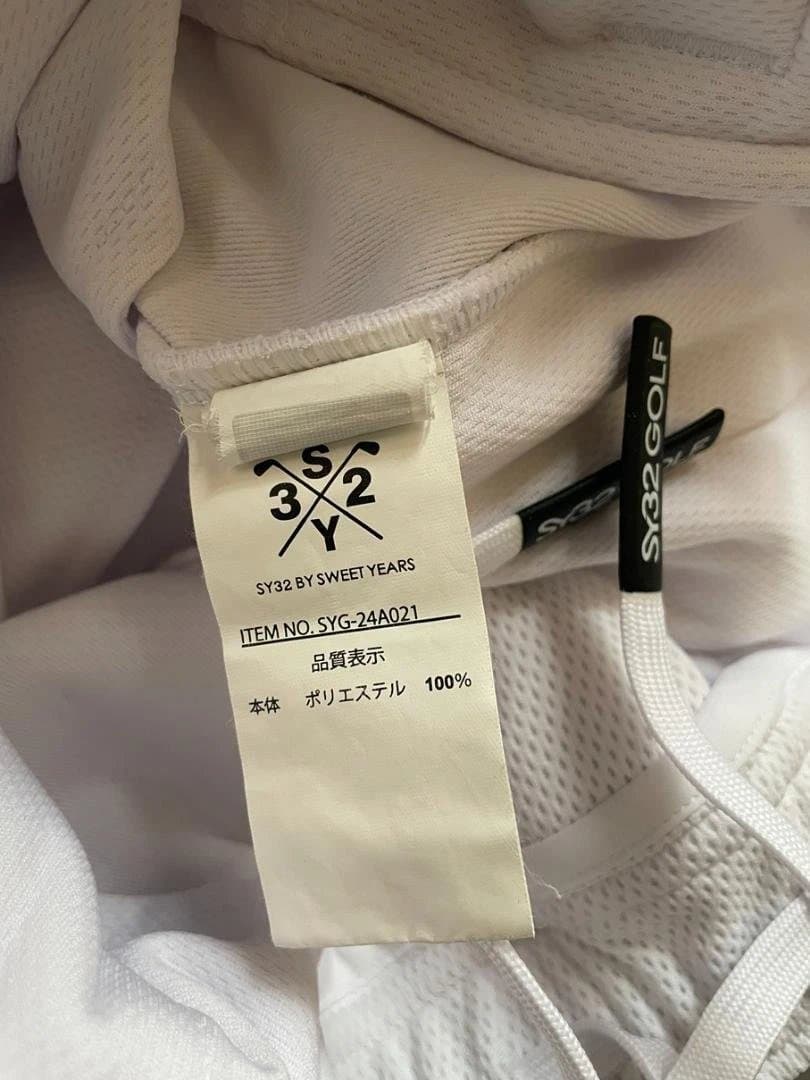 S
3 2
Y
SY32 BY SWEET YEARS
ITEM NO. SYG-24A021
品質表示
本体 ポリエステル 100%
SY32 GOLF
SY32 GOLF